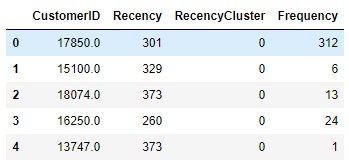 CustomerID Recency RecencyCluster Frequency
0 17850.0 301 0 312
1 15100.0 329 0 6
2 18074.0 373 0 13
3 16250.0 260 0 24
4 13747.0 373 0 1